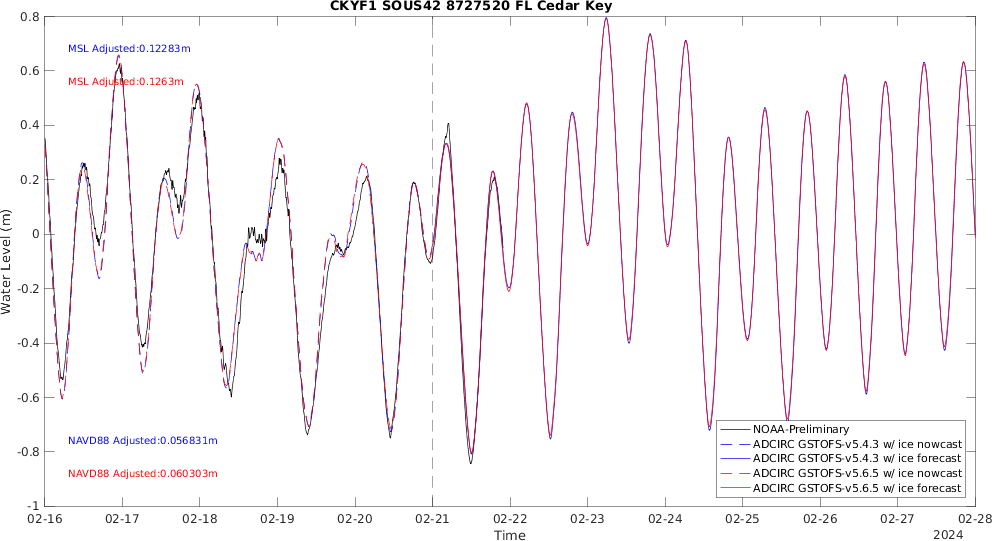 CKYF1 SOUS42 8727520 FL Cedar Key
0.8
0.6
0.4
0.2
0
-0.2
-0.4
-0.6
-0.8
-1
Water Level (m)
MSL Adjusted:0.12283m
MSL Adjusted:0.1263m
NAVD88 Adjusted:0.056831m
NAVD88 Adjusted:0.060303m
NOAA-Preliminary
ADCIRC GSTOFS-v5.4.3 w/ ice nowcast
ADCIRC GSTOFS-v5.4.3 w/ ice forecast
ADCIRC GSTOFS-v5.6.5 w/ ice nowcast
ADCIRC GSTOFS-v5.6.5 w/ ice forecast
02-16 02-17 02-18 02-19 02-20 02-21 02-22 02-23 02-24 02-25 02-26 02-27 02-28
Time
2024